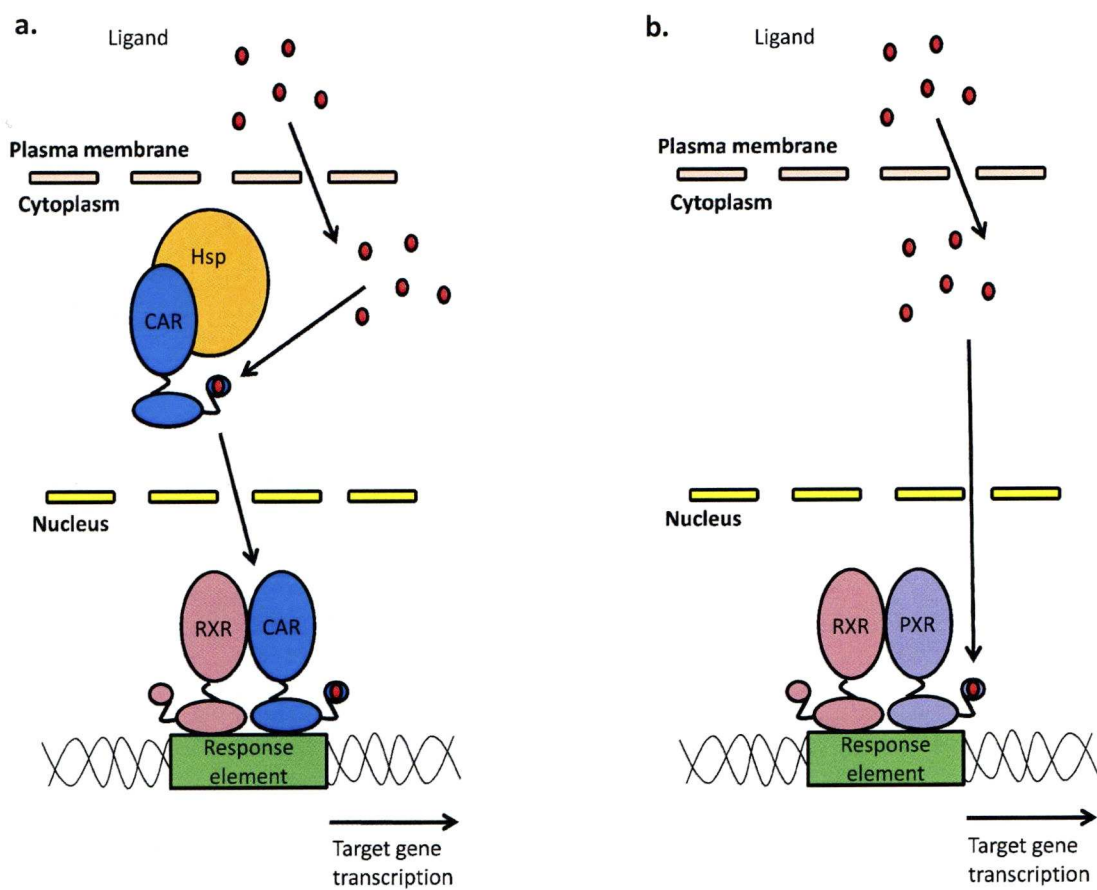 a.
Ligand
Plasma membrane
Cytoplasm
Hsp
CAR
Nucleus
RXR
CAR
Response
element
Target gene
transcription
b.
Ligand
Plasma membrane
Cytoplasm
Nucleus
RXR
PXR
Response
element
Target gene
transcription